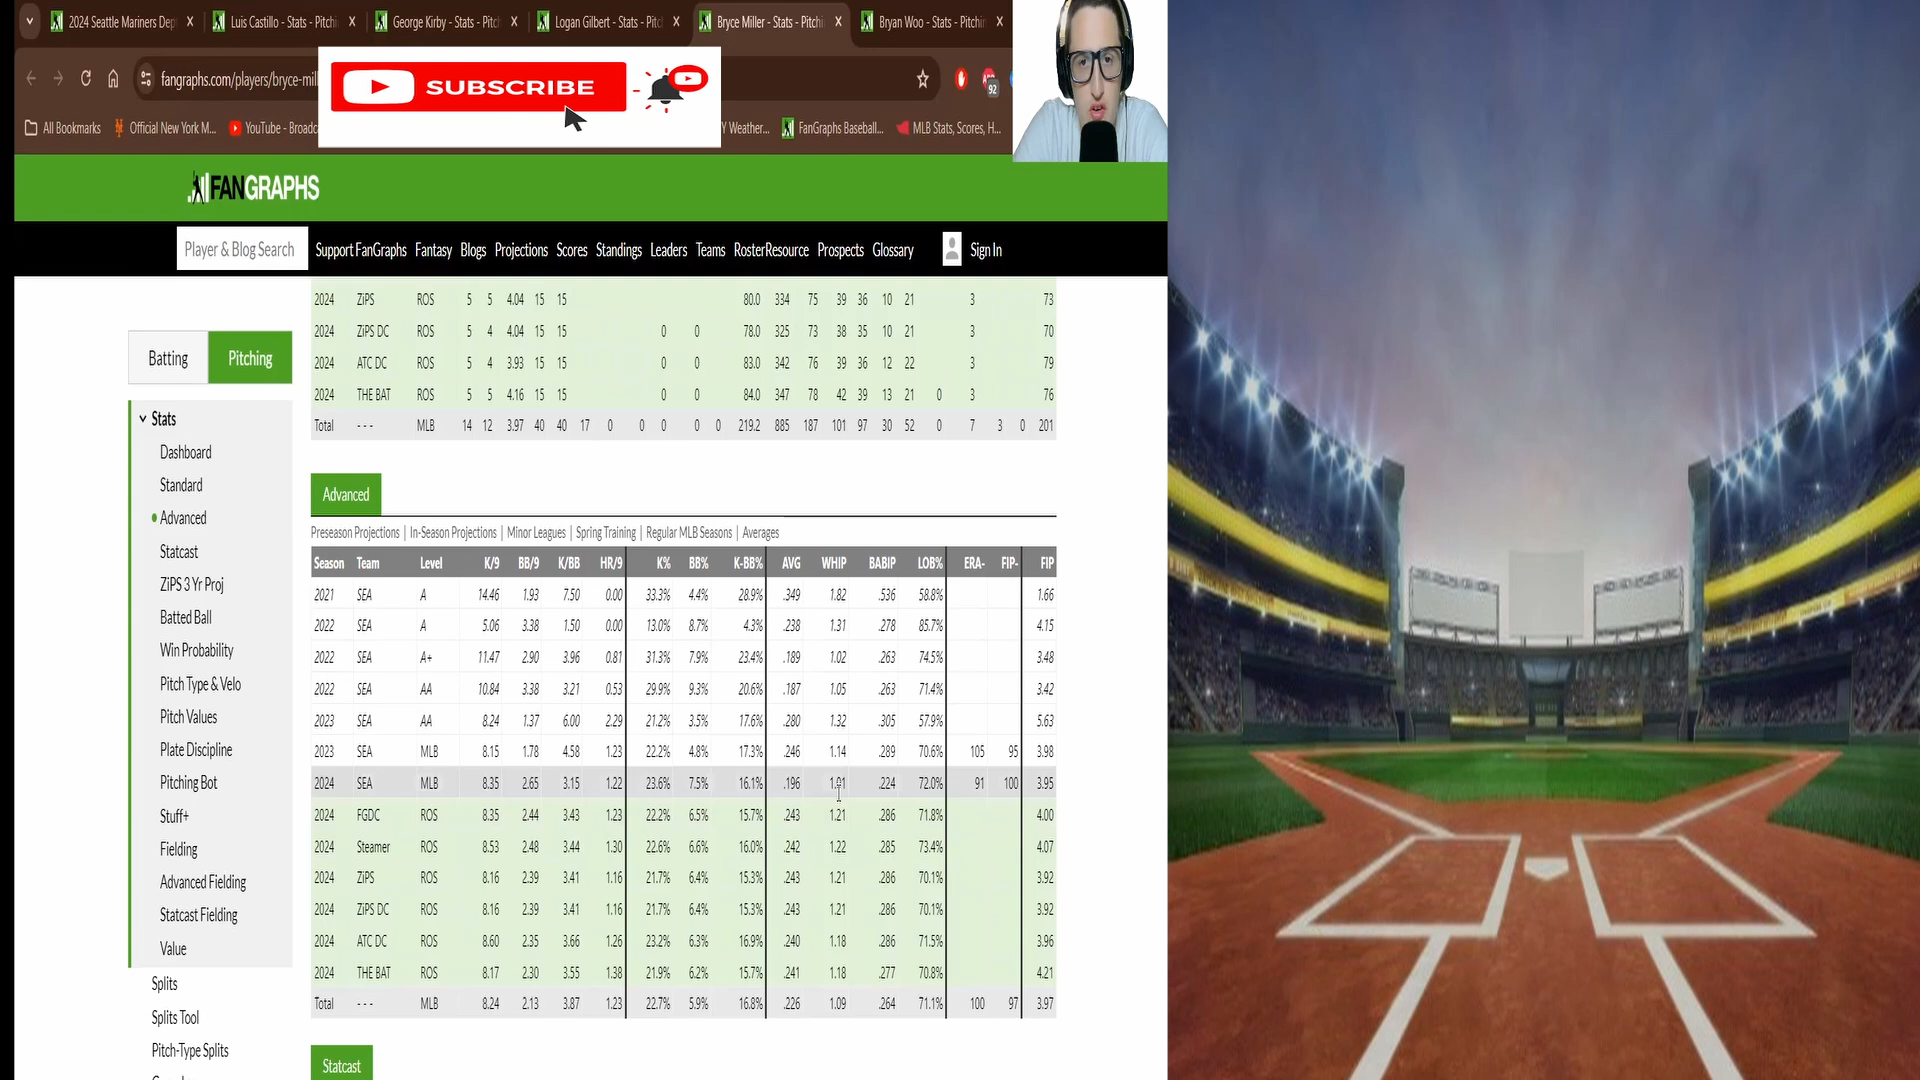 2024 Seattle Mariners Dep
Luis Castillo - Stats - Pitchi
George Kirby - Stats - Pitc
Logan Gilbert - Stats - Pitc
Bryce Miller - Stats - Pitchi
Bryan Woo - Stats - Pitchin
fangraphs.com/players/bryce-mil
SUBSCRIBE
92
All Bookmarks
Official New York M...
YouTube - Broadc
Y Weather...
FanGraphs Baseball...
MLB Stats, Scores, H...
FANGRAPHS
Player & Blog Search
Support FanGraphs Fantasy Blogs Projections Scores Standings Leaders Teams RosterResource Prospects Glossary Sign In
Batting Pitching
Stats
Dashboard
Standard
Advanced
Statcast
ZiPS 3 Yr Proj
Batted Ball
Win Probability
Pitch Type & Velo
Pitch Values
Plate Discipline
Pitching Bot
Stuff+
Fielding
Advanced Fielding
Statcast Fielding
Value
Splits
Splits Tool
Pitch-Type Splits
2024 ZiPS ROS 5 5 4.04 15 15 80.0 334 75 39 36 10 21 3 73
2024 ZiPS DC ROS 5 4 4.04 15 15 0 0 78.0 325 73 38 35 10 21 3 70
2024 ATC DC ROS 5 4 3.93 15 15 0 0 83.0 342 76 39 36 12 22 3 79
2024 THE BAT ROS 5 5 4.16 15 15 0 0 84.0 347 78 42 39 13 21 0 3 76
Total - - - MLB 14 12 3.97 40 40 17 0 0 0 0 0 219.2 885 187 101 97 30 52 0 7 3 0 201
Advanced
Preseason Projections | In-Season Projections | Minor Leagues | Spring Training | Regular MLB Seasons | Averages
Season Team Level K/9 BB/9 K/BB HR/9 K% BB% K-BB% AVG WHIP BABIP LOB% ERA- FIP- FIP
2021 SEA A 14.46 1.93 7.50 0.00 33.3% 4.4% 28.9% .349 1.82 .536 58.8% 1.66
2022 SEA A 5.06 3.38 1.50 0.00 13.0% 8.7% 4.3% .238 1.31 .278 85.7% 4.15
2022 SEA A+ 11.47 2.90 3.96 0.81 31.3% 7.9% 23.4% .189 1.02 .263 74.5% 3.48
2022 SEA AA 10.84 3.38 3.21 0.53 29.9% 9.3% 20.6% .187 1.05 .263 71.4% 3.42
2023 SEA AA 8.24 1.37 6.00 2.29 21.2% 3.5% 17.6% .280 1.32 .305 57.9% 5.63
2023 SEA MLB 8.15 1.78 4.58 1.23 22.2% 4.8% 17.3% .246 1.14 .289 70.6% 105 95 3.98
2024 SEA MLB 8.35 2.65 3.15 1.22 23.6% 7.5% 16.1% .196 1.01 .224 72.0% 91 100 3.95
2024 FGDC ROS 8.35 2.44 3.43 1.23 22.2% 6.5% 15.7% .243 1.21 .286 71.8% 4.00
2024 Steamer ROS 8.53 2.48 3.44 1.30 22.6% 6.6% 16.0% .242 1.22 .285 73.4% 4.07
2024 ZiPS ROS 8.16 2.39 3.41 1.16 21.7% 6.4% 15.3% .243 1.21 .286 70.1% 3.92
2024 ZiPS DC ROS 8.16 2.39 3.41 1.16 21.7% 6.4% 15.3% .243 1.21 .286 70.1% 3.92
2024 ATC DC ROS 8.60 2.35 3.66 1.26 23.2% 6.3% 16.9% .240 1.18 .286 71.5% 3.96
2024 THE BAT ROS 8.17 2.30 3.55 1.38 21.9% 6.2% 15.7% .241 1.18 .277 70.8% 4.21
Total - - - MLB 8.24 2.13 3.87 1.23 22.7% 5.9% 16.8% .226 1.09 .264 71.1% 100 97 3.97
Statcast